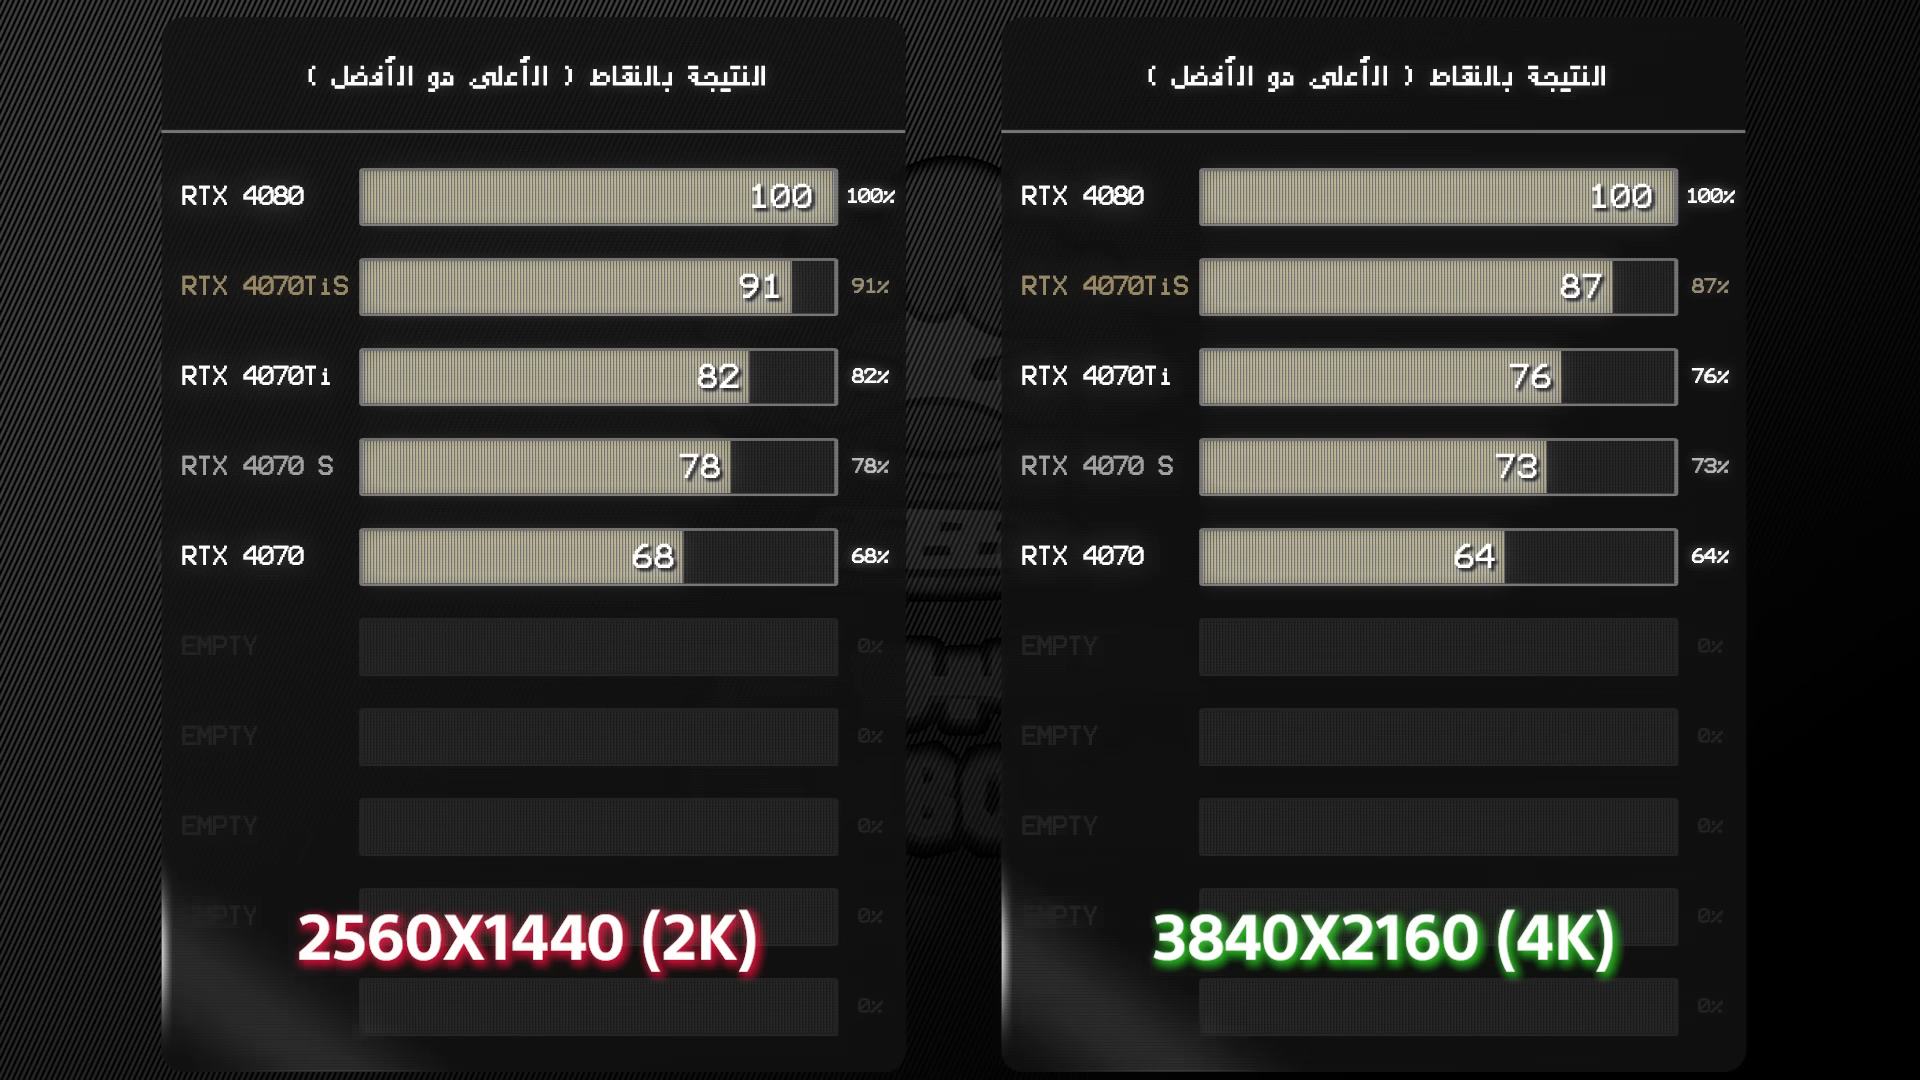 النتيجة بالنقاط ( الأعلى هو الأفضل )
RTX 4080 100 100%
RTX 4070TiS 91 91%
RTX 4070Ti 82 82%
RTX 4070 S 78 78%
RTX 4070 68 68%
EMPTY 0%
EMPTY 0%
EMPTY 0%
EMPTY 0%
0%
2560X1440 (2K)
النتيجة بالنقاط ( الأعلى هو الأفضل )
RTX 4080 100 100%
RTX 4070TiS 87 87%
RTX 4070Ti 76 76%
RTX 4070 S 73 73%
RTX 4070 64 64%
EMPTY 0%
EMPTY 0%
EMPTY 0%
EMPTY 0%
0%
3840X2160 (4K)